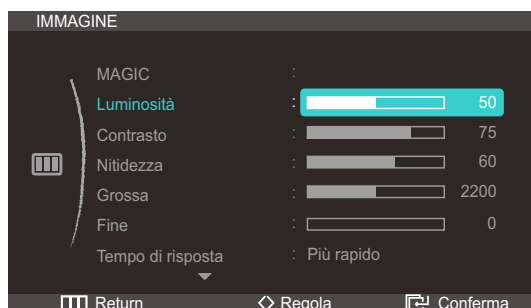 IMMAGINE
MAGIC :
Luminosità : 50
Contrasto : 75
Nitidezza : 60
Grossa : 2200
Fine : 0
Tempo di risposta : Più rapido
Return Regola Conferma